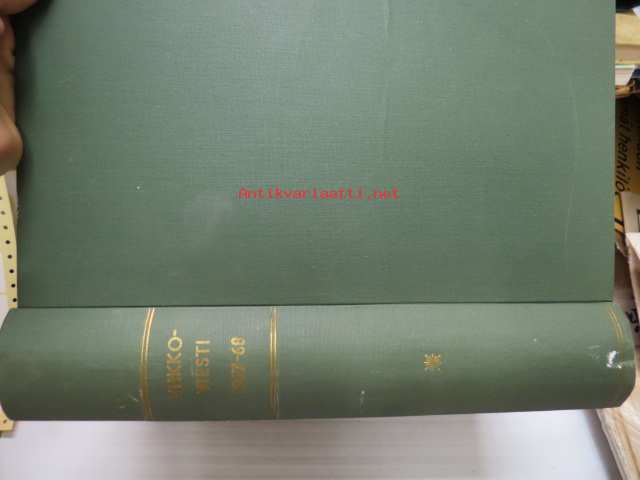 Antikvariaatti.net
VIIKKO-
VIESTI
1967-68